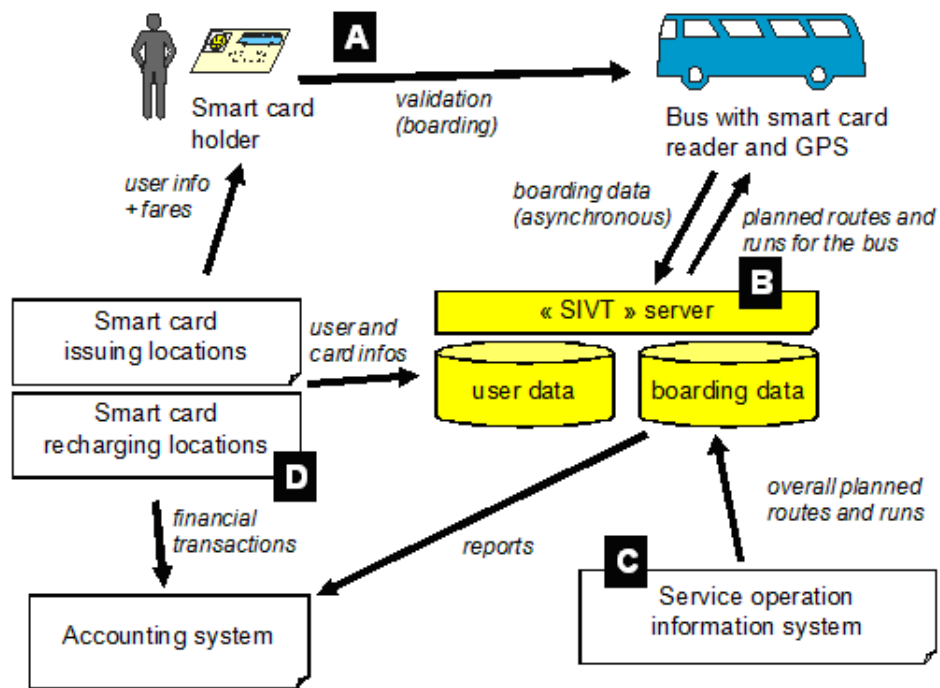 A
Smart card
holder
validation
(boarding)
Bus with smart card
reader and GPS
user info
+ fares
boarding data
(asynchronous)
planned routes and
runs for the bus
B
« SIVT » server
Smart card
issuing locations
user and
card infos
user data
boarding data
Smart card
recharging locations
D
financial
transactions
reports
overall planned
routes and runs
C
Service operation
information system
Accounting system